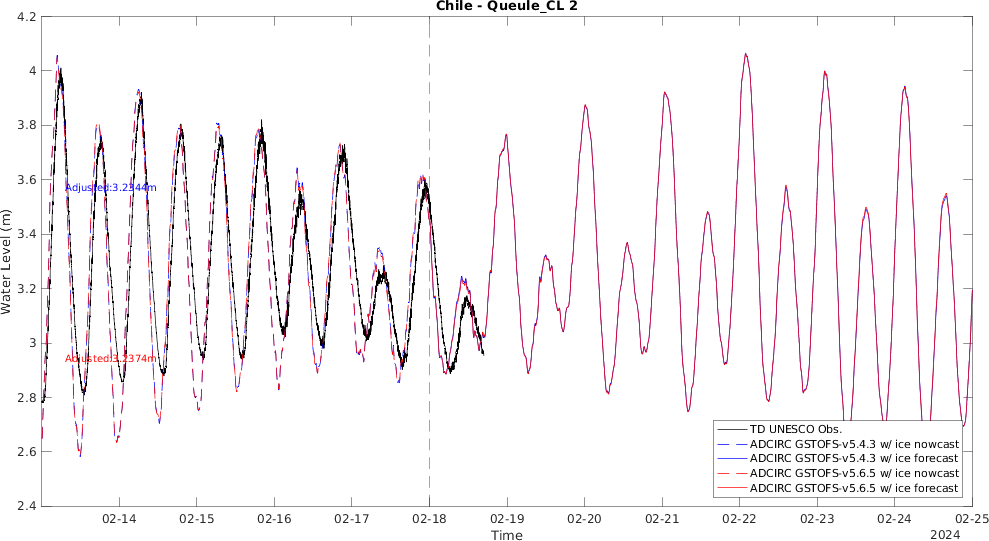 Chile - Queule_CL 2
4.2
4
3.8
3.6
3.4
3.2
3
2.8
2.6
2.4
Water Level (m)
Adjusted:3.2344m
Adjusted:3.2374m
TD UNESCO Obs.
ADCIRC GSTOFS-v5.4.3 w/ ice nowcast
ADCIRC GSTOFS-v5.4.3 w/ ice forecast
ADCIRC GSTOFS-v5.6.5 w/ ice nowcast
ADCIRC GSTOFS-v5.6.5 w/ ice forecast
02-14 02-15 02-16 02-17 02-18 02-19 02-20 02-21 02-22 02-23 02-24 02-25
Time
2024